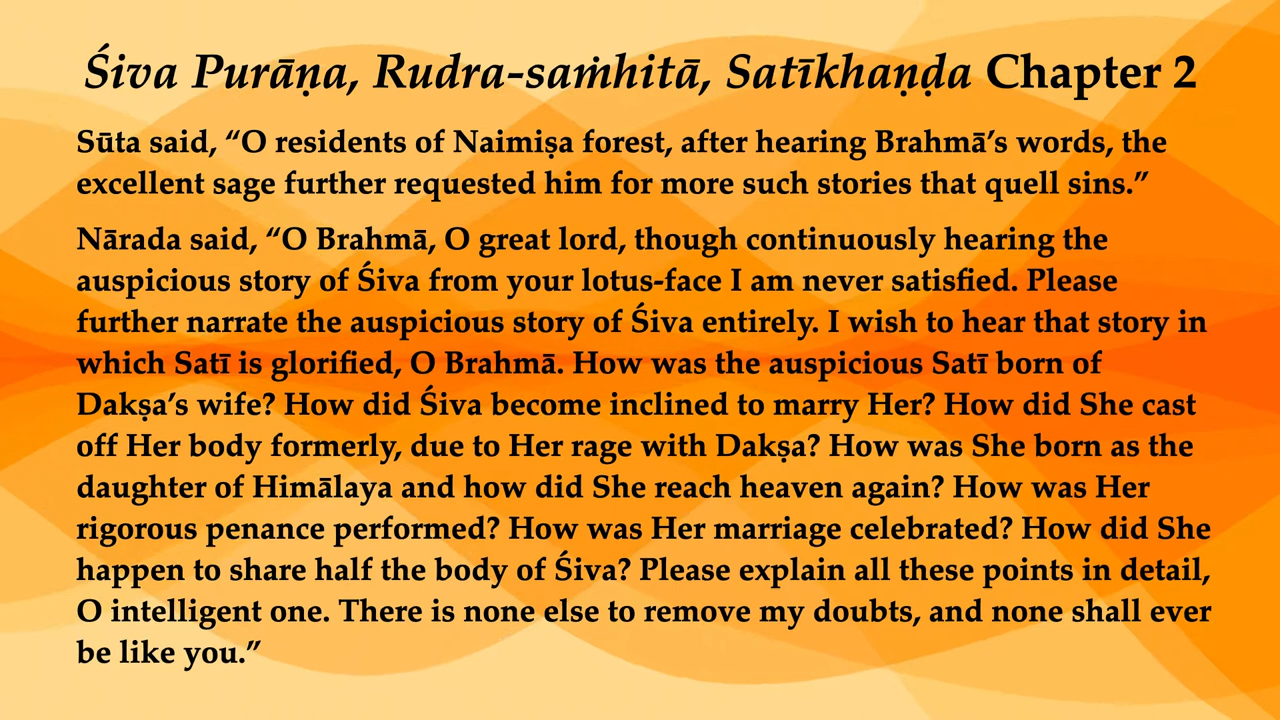 Śiva Purāṇa, Rudra-saṁhitā, Satīkhaṇḍa Chapter 2
Sūta said, “O residents of Naimiṣa forest, after hearing Brahmā’s words, the
excellent sage further requested him for more such stories that quell sins.”
Nārada said, “O Brahmā, O great lord, though continuously hearing the
auspicious story of Śiva from your lotus-face I am never satisfied. Please
further narrate the auspicious story of Śiva entirely. I wish to hear that story in
which Satī is glorified, O Brahmā. How was the auspicious Satī born of
Dakṣa’s wife? How did Śiva become inclined to marry Her? How did She cast
off Her body formerly, due to Her rage with Dakṣa? How was She born as the
daughter of Himālaya and how did She reach heaven again? How was Her
rigorous penance performed? How was Her marriage celebrated? How did She
happen to share half the body of Śiva? Please explain all these points in detail,
O intelligent one. There is none else to remove my doubts, and none shall ever
be like you.”